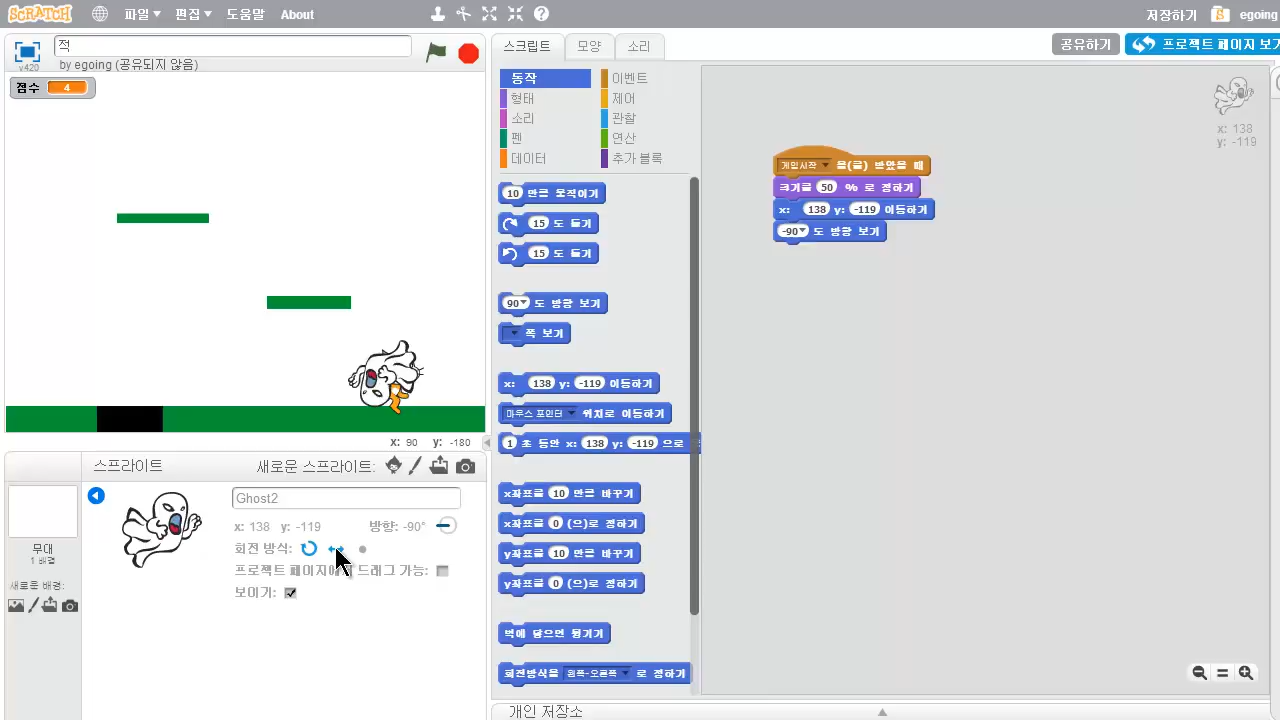 SCRATCH 파일 편집 도움말 About 저장하기 egoing
v420 적
by egoing (공유되지 않음)
점수 4
x: 90 y: -180
스프라이트 새로운 스프라이트:
무대
1 배경
새로운 배경:
Ghost2
x: 138 y: -119 방향: -90°
회전 방식:
프로젝트 페이지에서 드래그 가능:
보이기:
스크립트 모양 소리 공유하기 프로젝트 페이지 보기
동작 이벤트
형태 제어
소리 관찰
펜 연산
데이터 추가 블록
10 만큼 움직이기
15 도 돌기
15 도 돌기
90 도 방향 보기
쪽 보기
x: 138 y: -119 이동하기
마우스 포인터 위치로 이동하기
1 초 동안 x: 138 y: -119 으로
x좌표를 10 만큼 바꾸기
x좌표를 0 (으)로 정하기
y좌표를 10 만큼 바꾸기
y좌표를 0 (으)로 정하기
벽에 닿으면 튕기기
회전방식을 왼쪽-오른쪽 로 정하기
게임시작 을(를) 받았을 때
크기를 50 % 로 정하기
x: 138 y: -119 이동하기
-90 도 방향 보기
x: 138
y: -119
개인 저장소